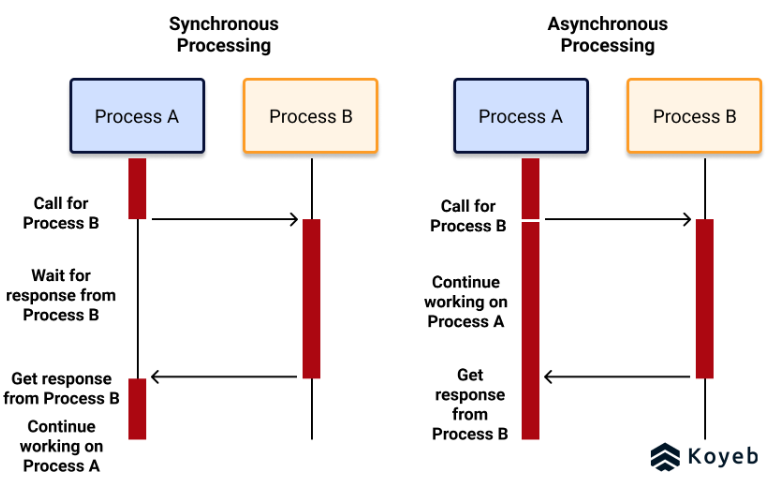 Synchronous
Processing
Process A
Process B
Call for
Process B
Wait for
response from
Process B
Get response
from Process B
Continue
working on
Process A
Asynchronous
Processing
Process A
Process B
Call for
Process B
Continue
working on
Process A
Get
response
from
Process B
Koyeb